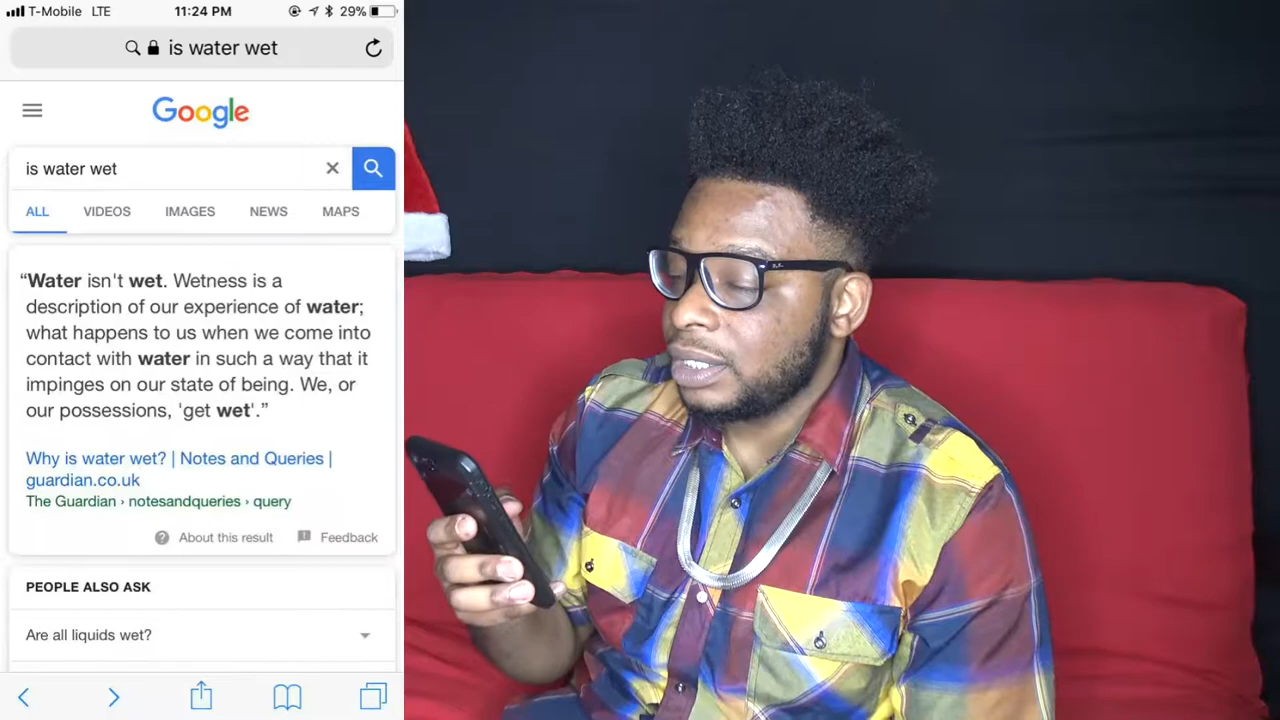 T-Mobile LTE 11:24 PM 29%
is water wet
Google
is water wet
ALL VIDEOS IMAGES NEWS MAPS
“Water isn't wet. Wetness is a
description of our experience of water;
what happens to us when we come into
contact with water in such a way that it
impinges on our state of being. We, or
our possessions, 'get wet'.”
Why is water wet? | Notes and Queries |
guardian.co.uk
The Guardian › notesandqueries › query
About this result Feedback
PEOPLE ALSO ASK
Are all liquids wet?